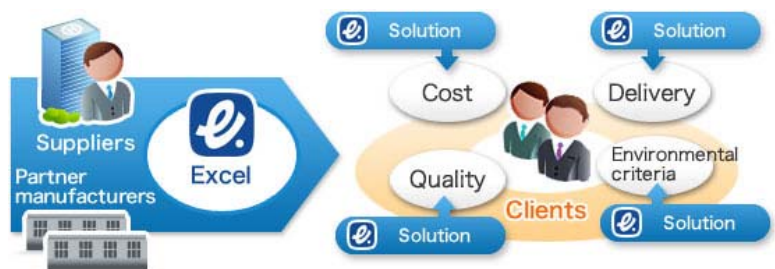 Suppliers
Partner
manufacturers
e.
Excel
e. Solution
Cost
e. Solution
Delivery
Quality
e. Solution
Environmental
criteria
e. Solution
Clients